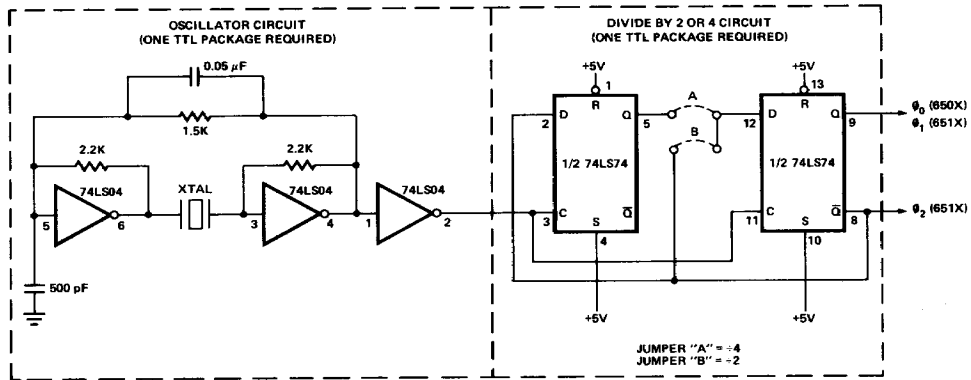 OSCILLATOR CIRCUIT
(ONE TTL PACKAGE REQUIRED)
0.05 µF
1.5K
2.2K
2.2K
74LS04
XTAL
74LS04
74LS04
5
6
3
4
1
2
500 pF
DIVIDE BY 2 OR 4 CIRCUIT
(ONE TTL PACKAGE REQUIRED)
+5V
1
R
2
D
Q
5
1/2 74LS74
C
3
Q̅
S
4
+5V
A
B
+5V
13
R
12
D
Q
9
1/2 74LS74
C
11
Q̅
8
S
10
+5V
ø0 (650X)
ø1 (651X)
ø2 (651X)
JUMPER "A" = ÷4
JUMPER "B" = ÷2